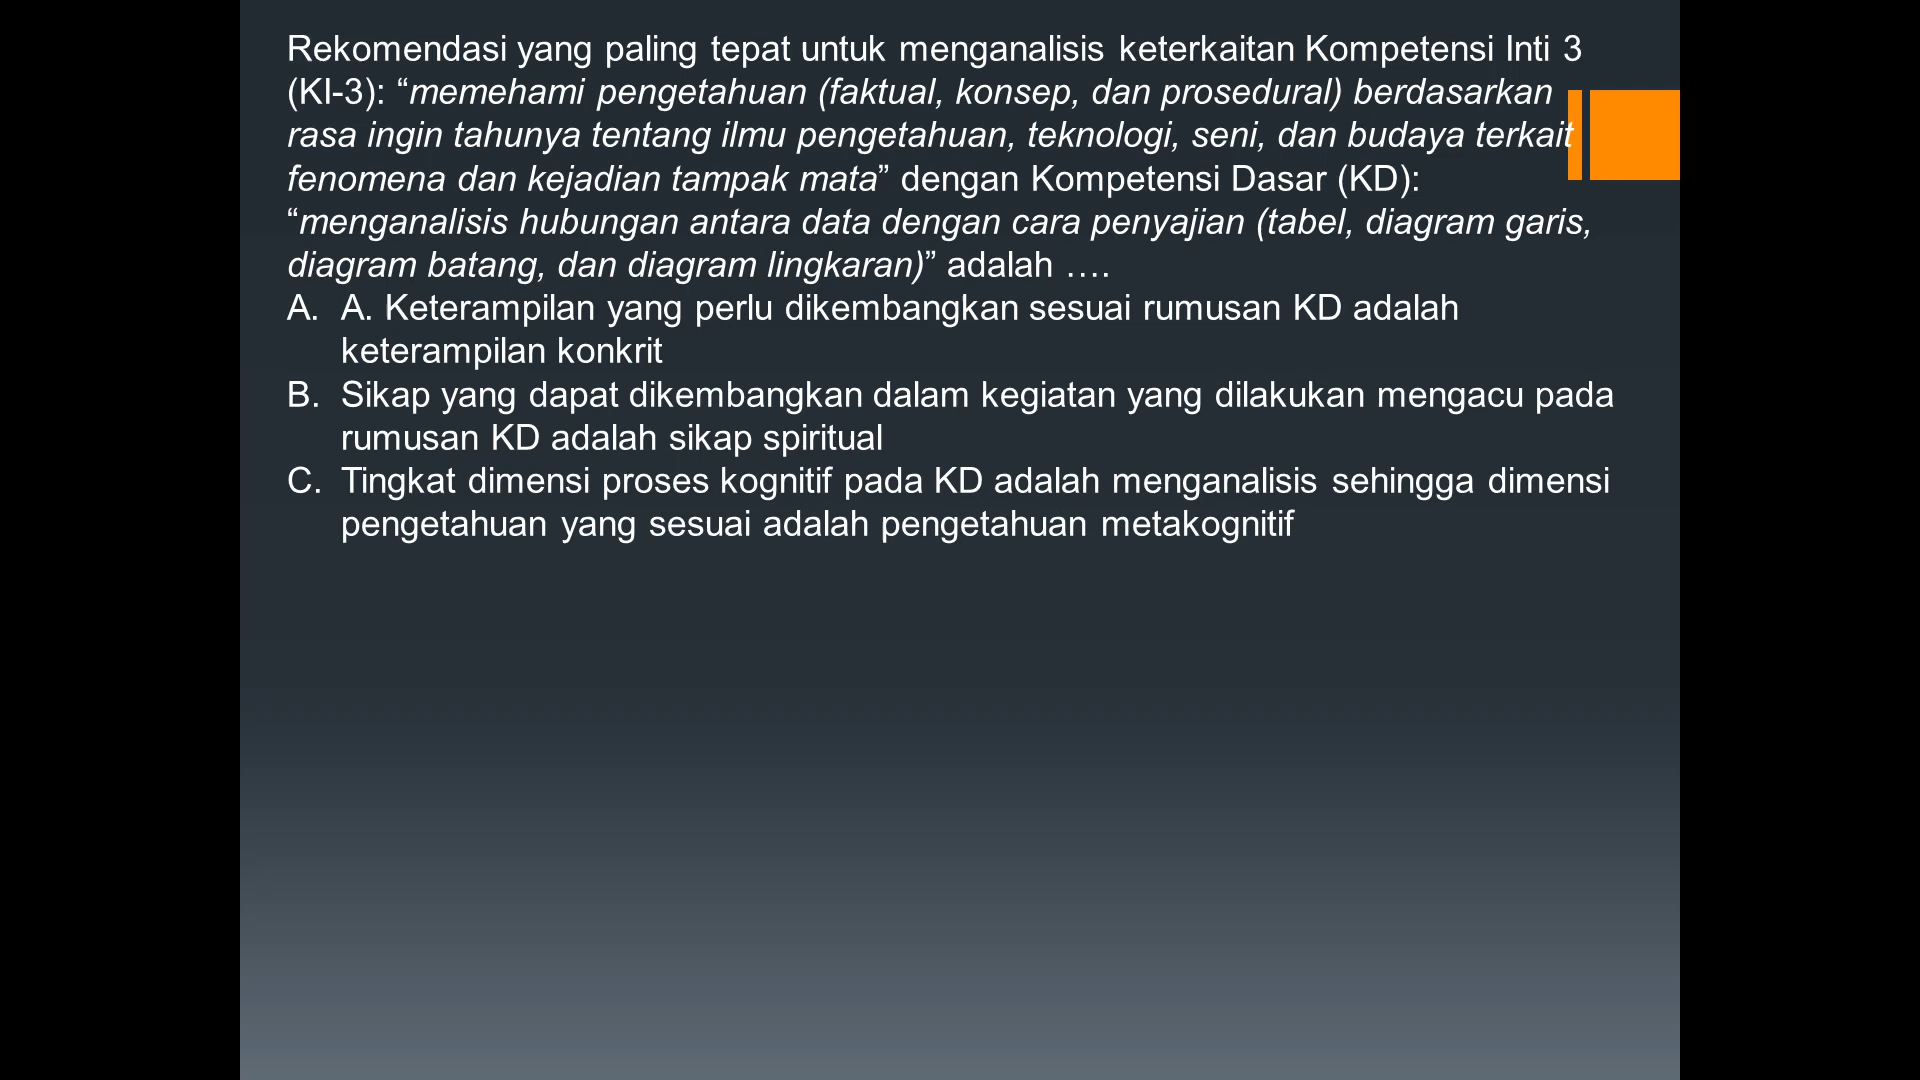 Rekomendasi yang paling tepat untuk menganalisis keterkaitan Kompetensi Inti 3
(KI-3): “memehami pengetahuan (faktual, konsep, dan prosedural) berdasarkan
rasa ingin tahunya tentang ilmu pengetahuan, teknologi, seni, dan budaya terkait
fenomena dan kejadian tampak mata” dengan Kompetensi Dasar (KD):
“menganalisis hubungan antara data dengan cara penyajian (tabel, diagram garis,
diagram batang, dan diagram lingkaran)” adalah ….
A. A. Keterampilan yang perlu dikembangkan sesuai rumusan KD adalah
keterampilan konkrit
B. Sikap yang dapat dikembangkan dalam kegiatan yang dilakukan mengacu pada
rumusan KD adalah sikap spiritual
C. Tingkat dimensi proses kognitif pada KD adalah menganalisis sehingga dimensi
pengetahuan yang sesuai adalah pengetahuan metakognitif